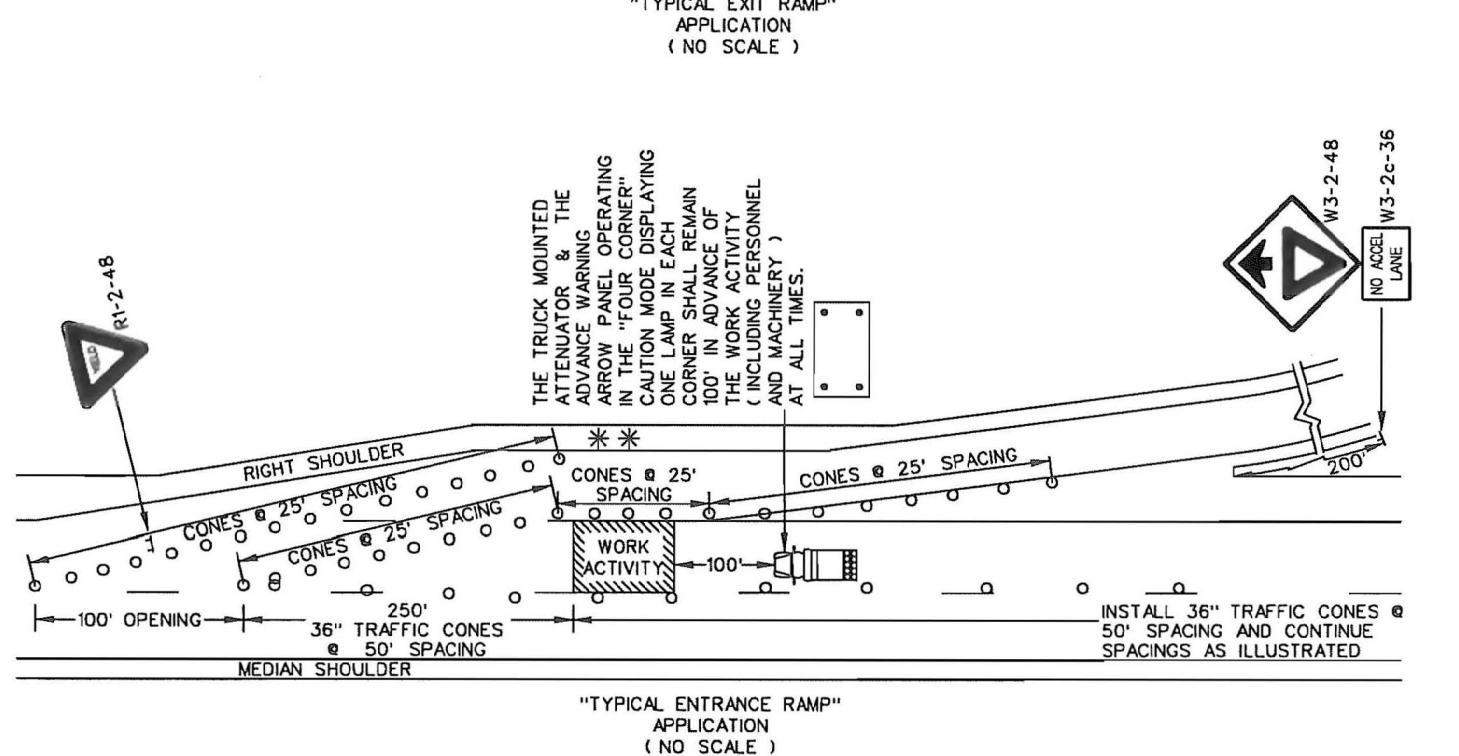 "TYPICAL EXIT RAMP"
APPLICATION
( NO SCALE )
R1-2-48
YIELD
THE TRUCK MOUNTED
ATTENUATOR & THE
ADVANCE WARNING
ARROW PANEL OPERATING
IN THE "FOUR CORNER"
CAUTION MODE DISPLAYING
ONE LAMP IN EACH
CORNER SHALL REMAIN
100' IN ADVANCE OF
THE WORK ACTIVITY
( INCLUDING PERSONNEL
AND MACHINERY )
AT ALL TIMES.
W3-2-48
W3-2c-36
NO ACCEL
LANE
200'
RIGHT SHOULDER
CONES @ 25' SPACING
CONES @ 25' SPACING
CONES @ 25'
SPACING
CONES @ 25' SPACING
WORK
ACTIVITY
100'
100' OPENING
250'
36" TRAFFIC CONES
@ 50' SPACING
INSTALL 36" TRAFFIC CONES @
50' SPACING AND CONTINUE
SPACINGS AS ILLUSTRATED
MEDIAN SHOULDER
"TYPICAL ENTRANCE RAMP"
APPLICATION
( NO SCALE )